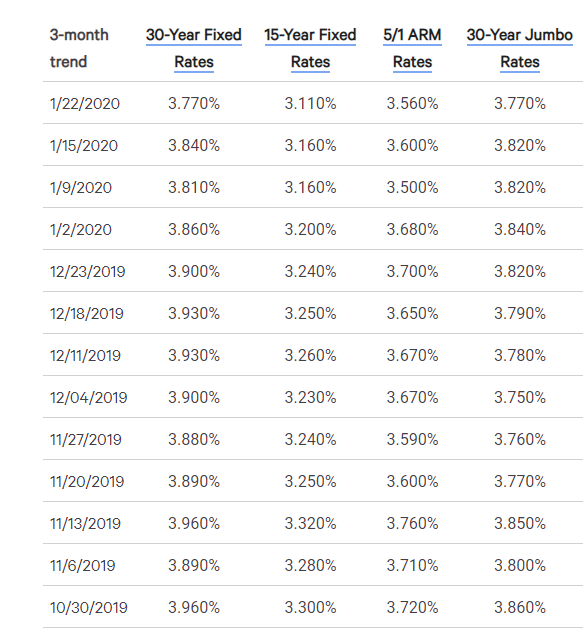 3-month trend 30-Year Fixed Rates 15-Year Fixed Rates 5/1 ARM Rates 30-Year Jumbo Rates
1/22/2020 3.770% 3.110% 3.560% 3.770%
1/15/2020 3.840% 3.160% 3.600% 3.820%
1/9/2020 3.810% 3.160% 3.500% 3.820%
1/2/2020 3.860% 3.200% 3.680% 3.840%
12/23/2019 3.900% 3.240% 3.700% 3.820%
12/18/2019 3.930% 3.250% 3.650% 3.790%
12/11/2019 3.930% 3.260% 3.670% 3.780%
12/04/2019 3.900% 3.230% 3.670% 3.750%
11/27/2019 3.880% 3.240% 3.590% 3.760%
11/20/2019 3.890% 3.250% 3.600% 3.770%
11/13/2019 3.960% 3.320% 3.760% 3.850%
11/6/2019 3.890% 3.280% 3.710% 3.800%
10/30/2019 3.960% 3.300% 3.720% 3.860%